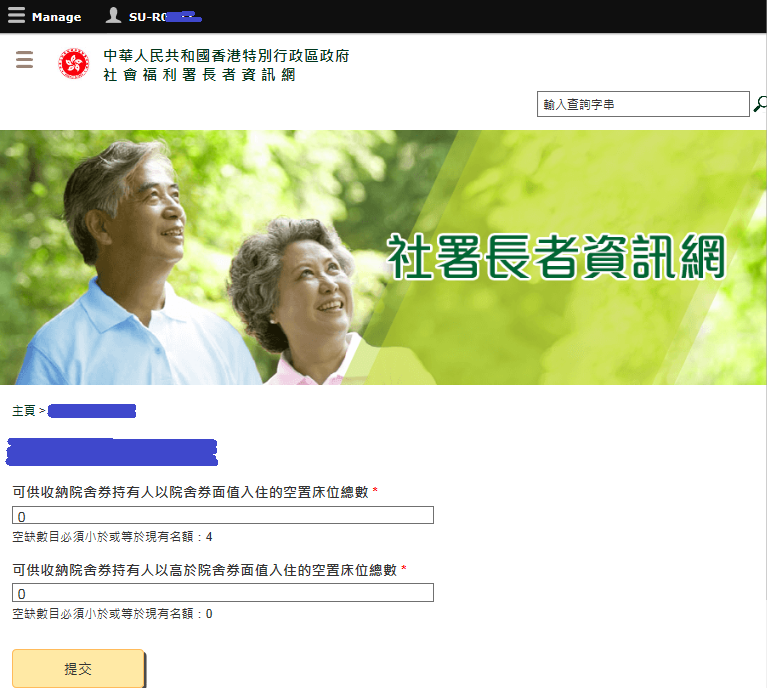 Manage SU-R0
中華人民共和國香港特別行政區政府
社會福利署長者資訊網
輸入查詢字串
社署長者資訊網
主頁 >
可供收納院舍券持有人以院舍券面值入住的空置床位總數 *
0
空缺數目必須小於或等於現有名額：4
可供收納院舍券持有人以高於院舍券面值入住的空置床位總數 *
0
空缺數目必須小於或等於現有名額：0
提交